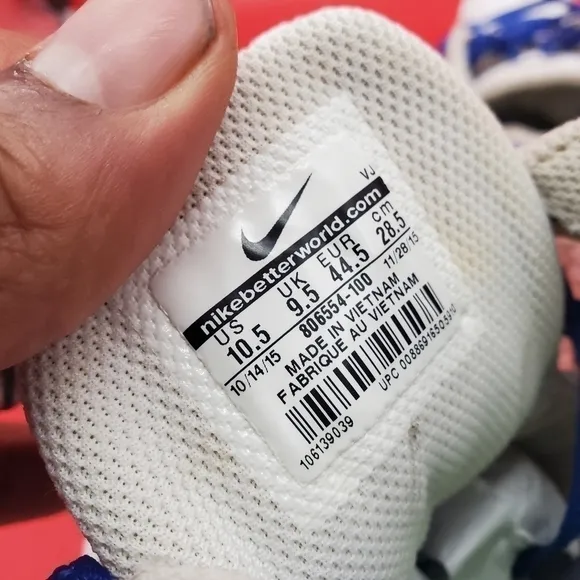 VJ
nikebetterworld.com
US UK EUR cm
10.5 9.5 44.5 28.5
10/14/15 806554-100 11/28/15
MADE IN VIETNAM
FABRIQUE AU VIETNAM
106139039
UPC